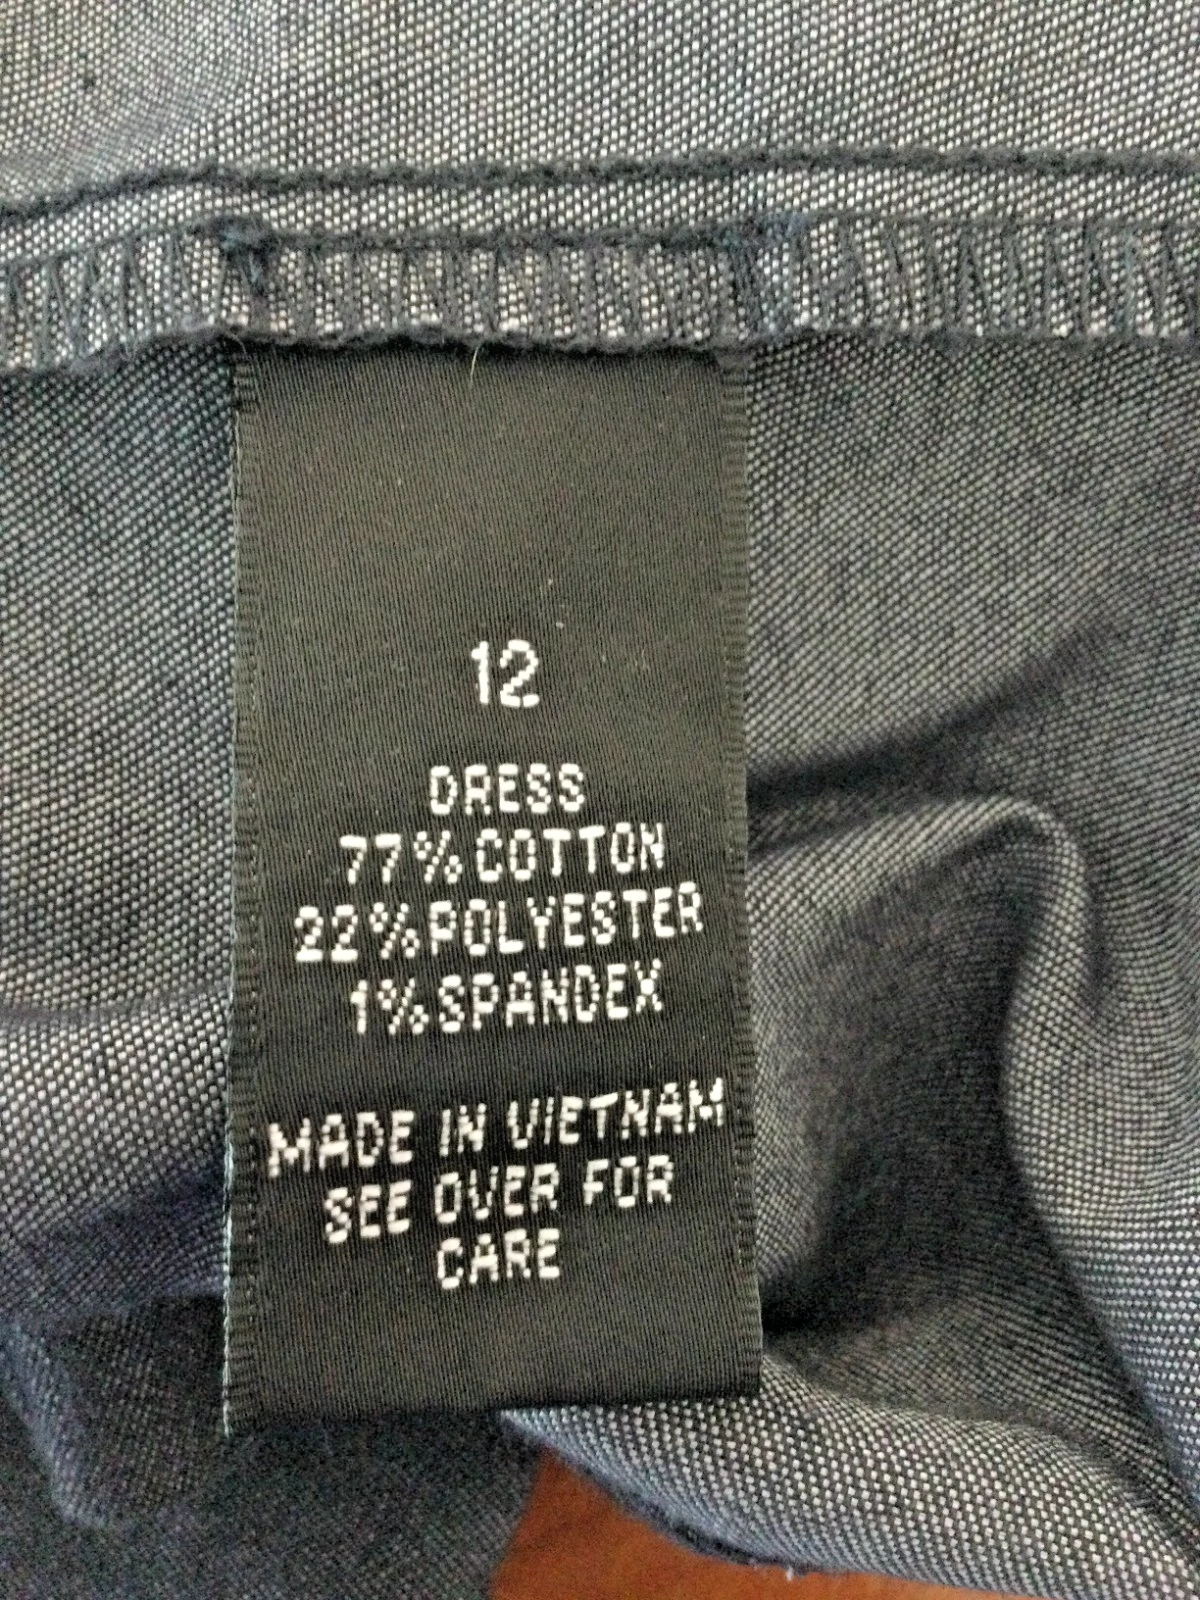 12
DRESS
77% COTTON
22% POLYESTER
1% SPANDEX
MADE IN VIETNAM
SEE OVER FOR
CARE